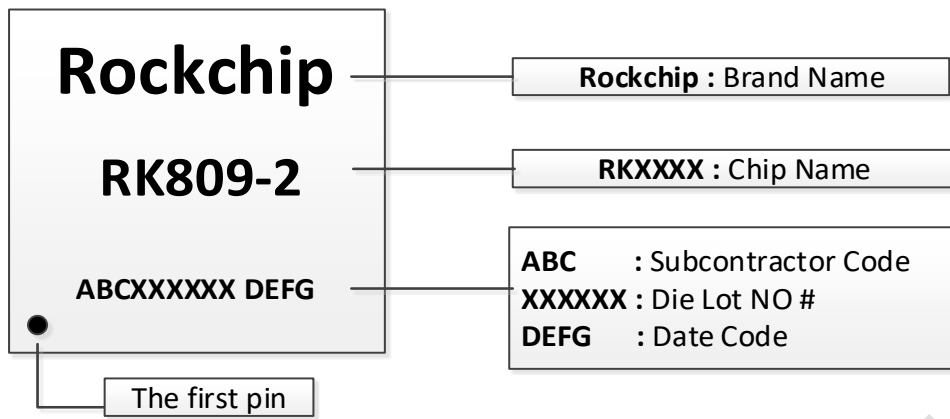 Rockchip
Rockchip : Brand Name
RK809-2
RKXXXX : Chip Name
ABCXXXXXX DEFG
ABC : Subcontractor Code
XXXXXX : Die Lot NO #
DEFG : Date Code
The first pin